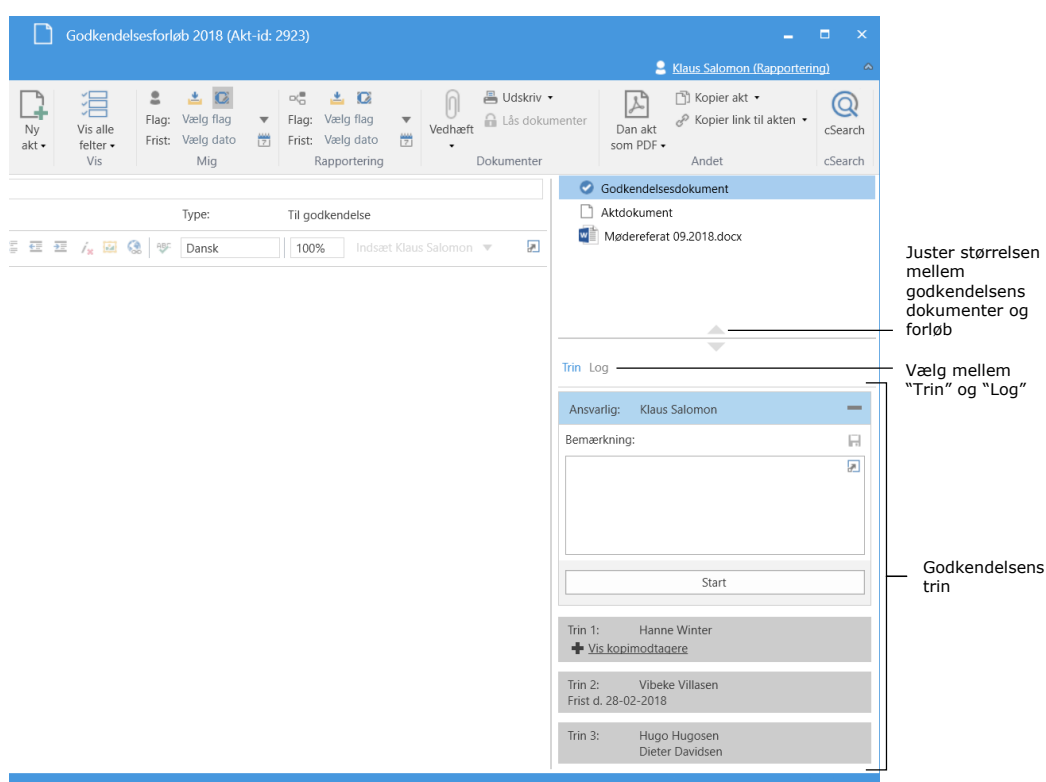 Godkendelsesforløb 2018 (Akt-id: 2923)
Klaus Salomon (Rapportering)
Ny akt
Vis alle felter
Vis
Flag: Vælg flag
Frist: Vælg dato
Mig
Flag: Vælg flag
Frist: Vælg dato
Rapportering
Vedhæft
Udskriv
Lås dokumenter
Dokumenter
Dan akt som PDF
Kopier akt
Kopier link til akten
Andet
cSearch
cSearch
Type: Til godkendelse
ABC Dansk 100% Indsæt Klaus Salomon
Godkendelsesdokument
Aktdokument
Mødereferat 09.2018.docx
Juster størrelsen
mellem
godkendelsens
dokumenter og
forløb
Trin Log
Vælg mellem
“Trin” og “Log”
Ansvarlig: Klaus Salomon
Bemærkning:
Start
Godkendelsens
trin
Trin 1: Hanne Winter
Vis kopimodtagere
Trin 2: Vibeke Villasen
Frist d. 28-02-2018
Trin 3: Hugo Hugosen
Dieter Davidsen